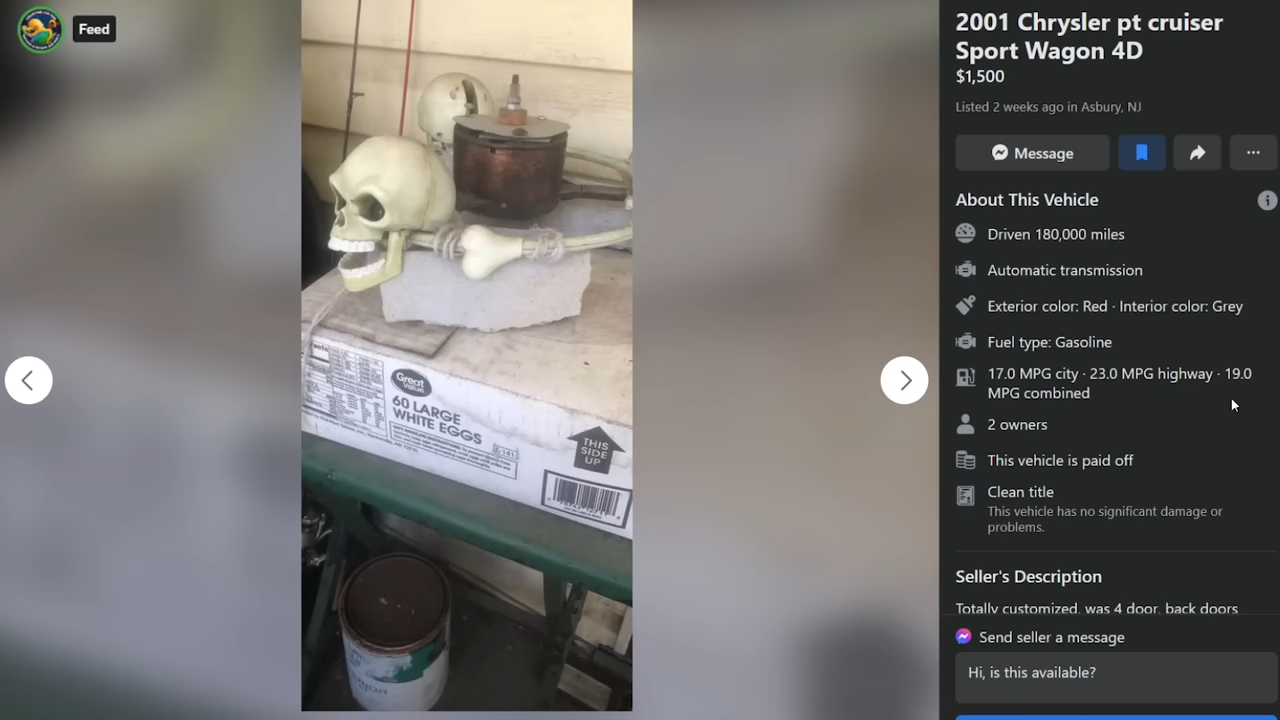 Feed
Great
Value
60 LARGE
WHITE EGGS
THIS
SIDE
UP
2001 Chrysler pt cruiser
Sport Wagon 4D
$1,500
Listed 2 weeks ago in Asbury, NJ
Message
About This Vehicle
Driven 180,000 miles
Automatic transmission
Exterior color: Red · Interior color: Grey
Fuel type: Gasoline
17.0 MPG city · 23.0 MPG highway · 19.0
MPG combined
2 owners
This vehicle is paid off
Clean title
This vehicle has no significant damage or
problems.
Seller's Description
Totally customized, was 4 door, back doors
Send seller a message
Hi, is this available?